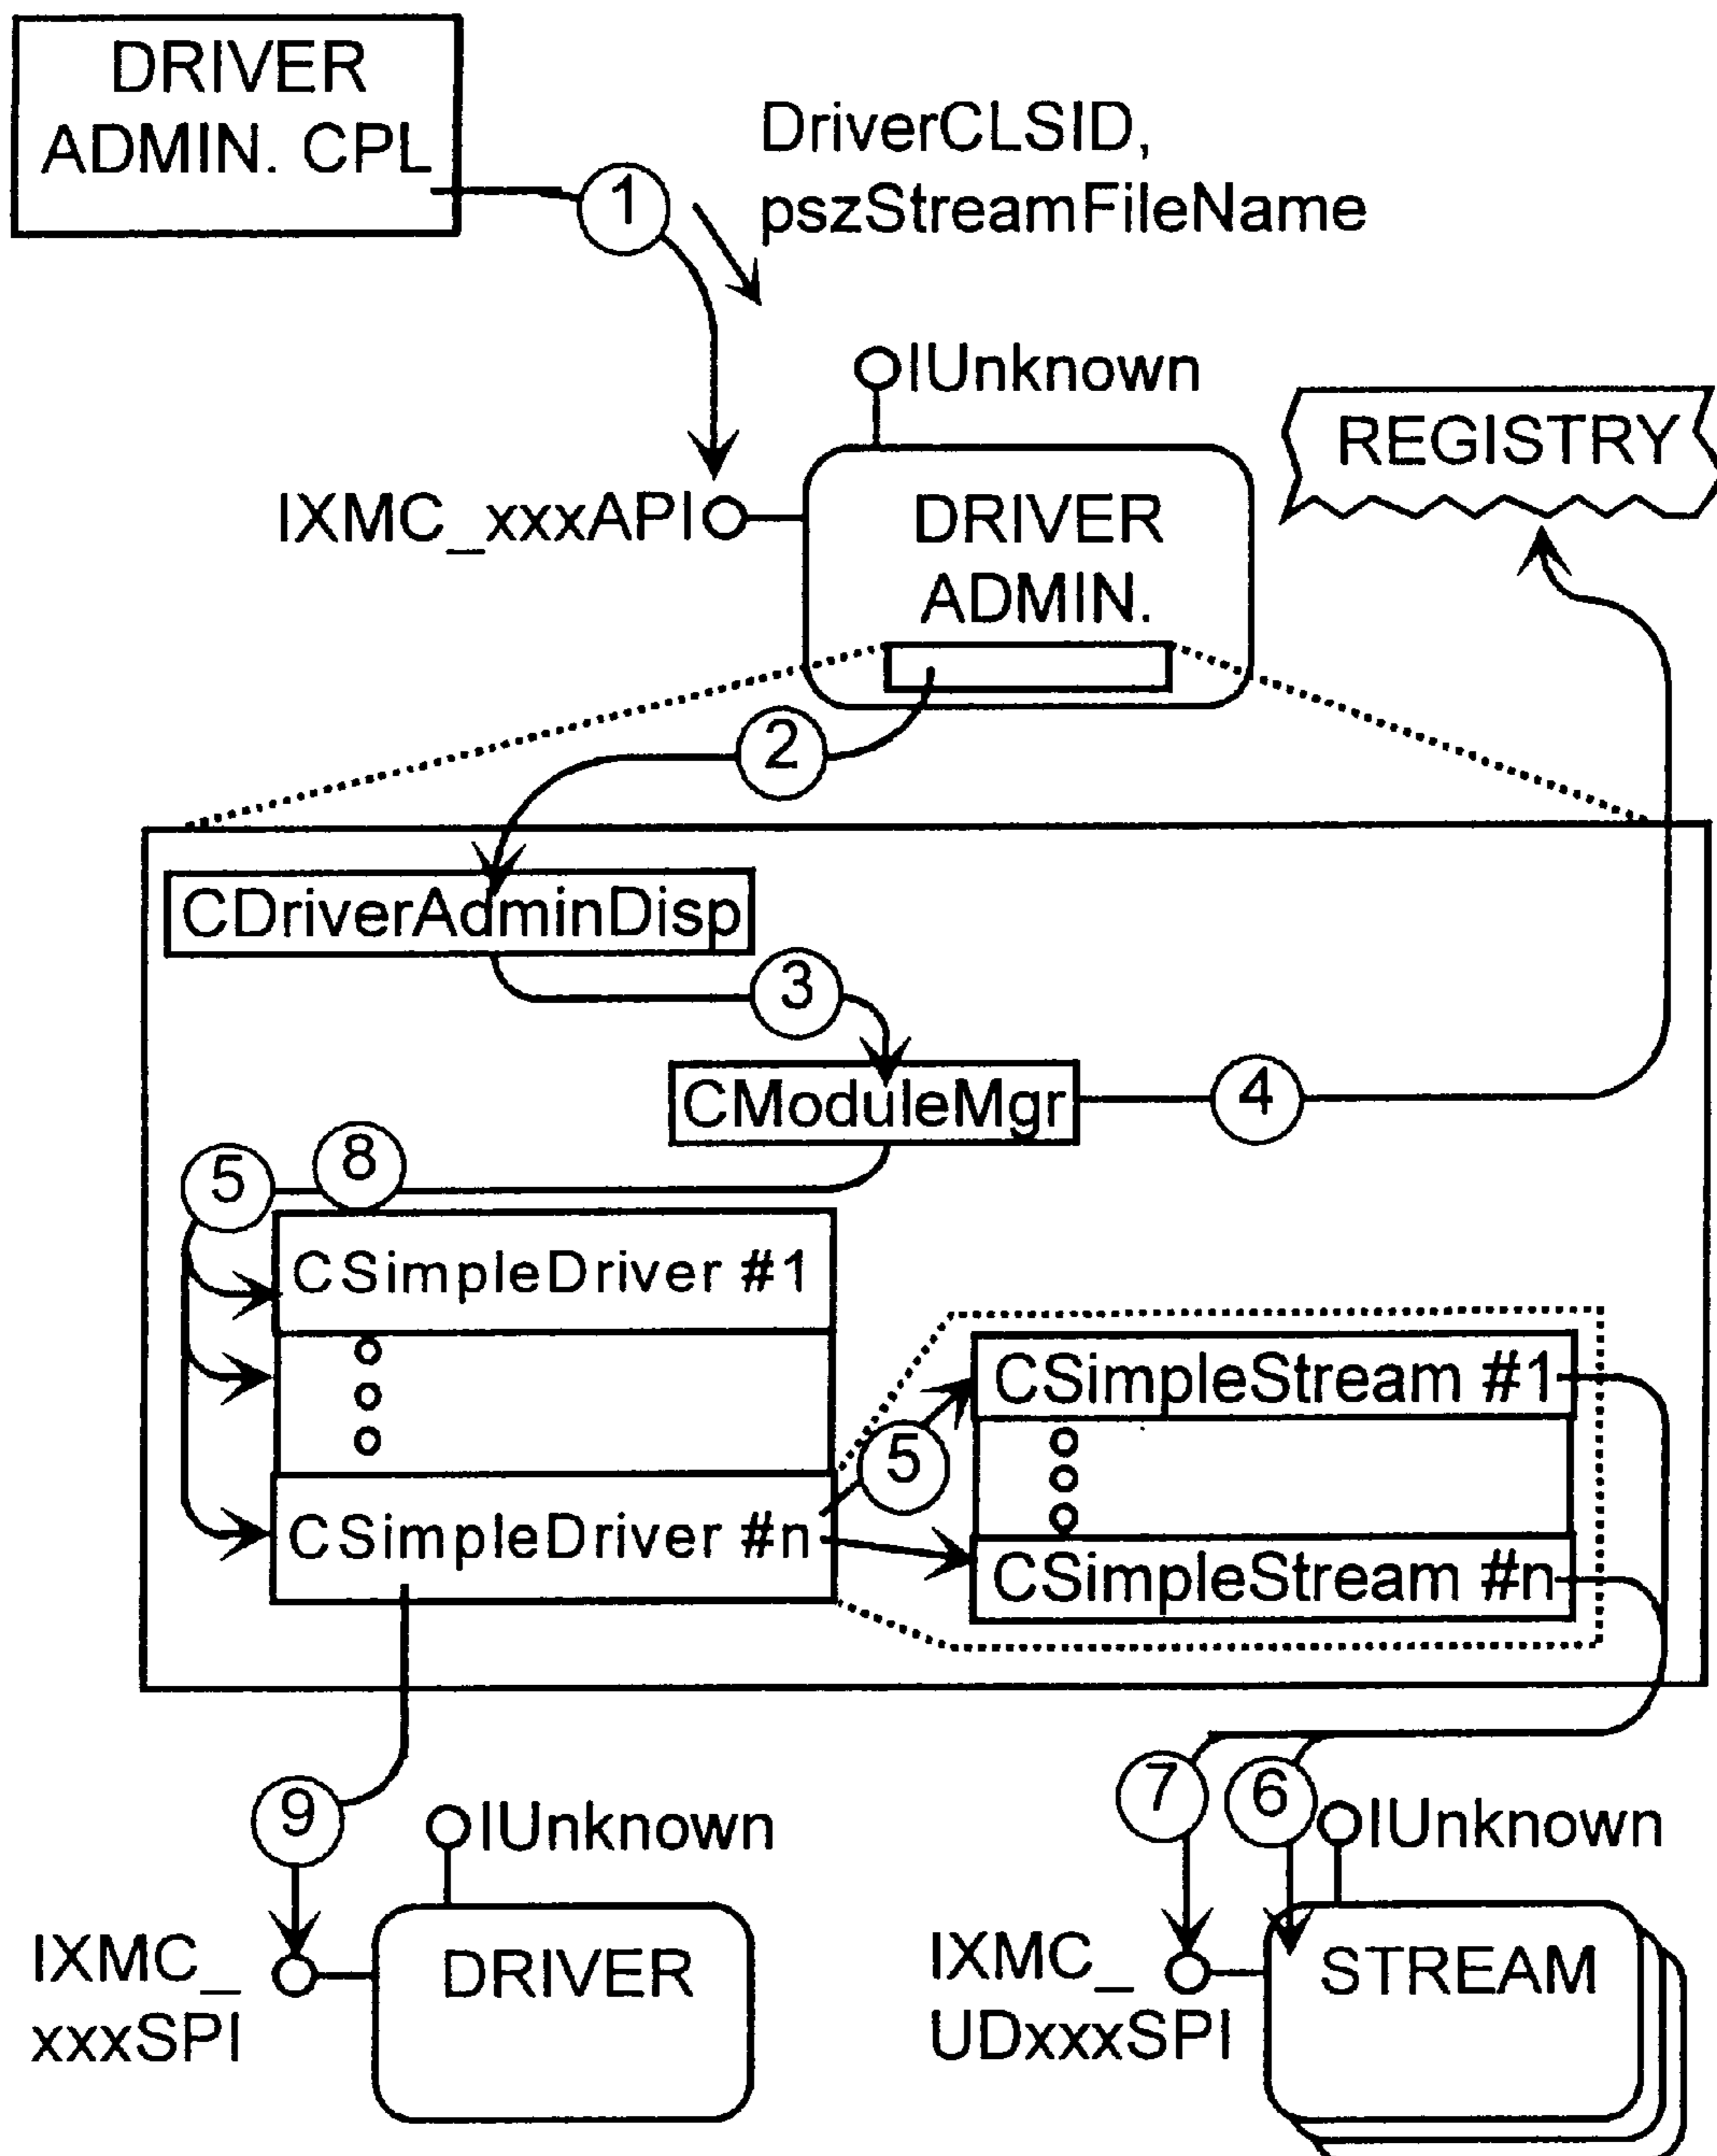 DRIVER
ADMIN. CPL
DriverCLSID,
pszStreamFileName
1
IUnknown
REGISTRY
IXMC_xxxAPI
DRIVER
ADMIN.
2
CDriverAdminDisp
3
CModuleMgr
4
5
8
CSimpleDriver #1
CSimpleStream #1
5
CSimpleDriver #n
CSimpleStream #n
7
6
9
IUnknown
IUnknown
IXMC_
xxxSPI
DRIVER
IXMC_
UDxxxSPI
STREAM